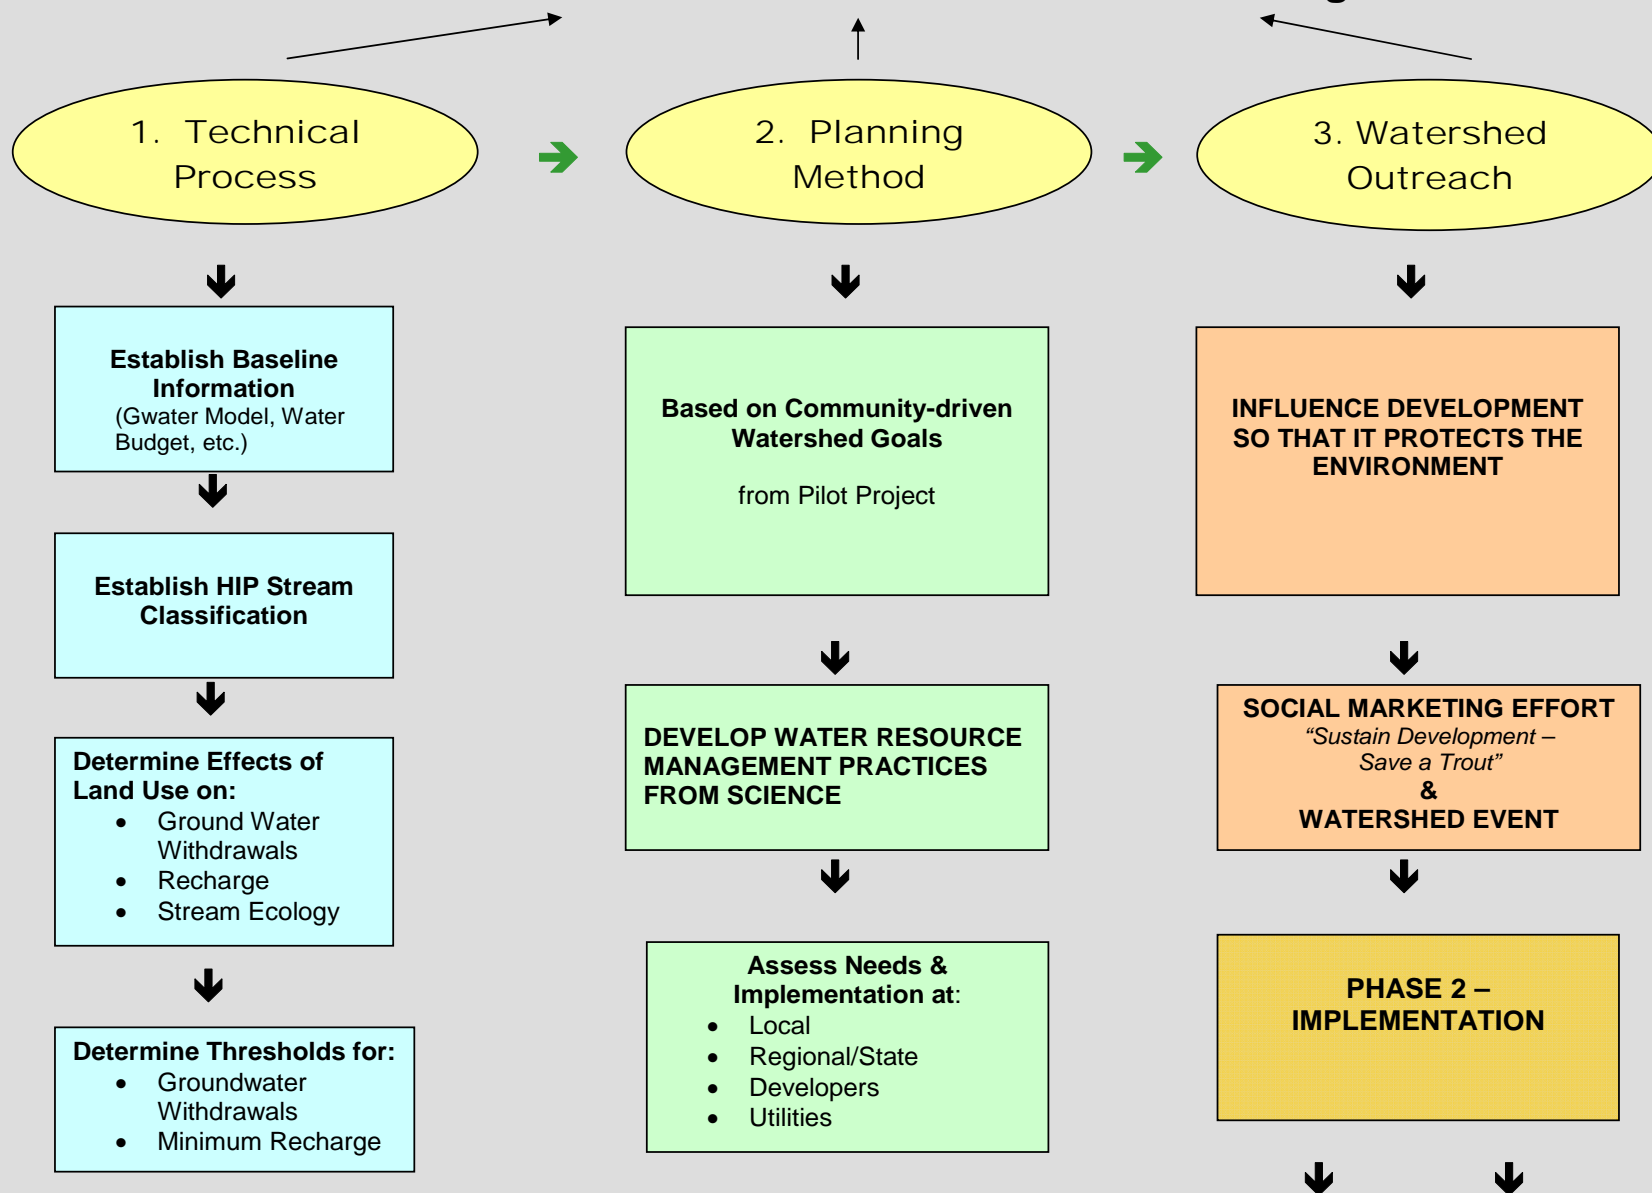 1. Technical
Process
2. Planning
Method
3. Watershed
Outreach
Establish Baseline
Information
(Gwater Model, Water
Budget, etc.)
Establish HIP Stream
Classification
Determine Effects of
Land Use on:
• Ground Water
Withdrawals
• Recharge
• Stream Ecology
Determine Thresholds for:
• Groundwater
Withdrawals
• Minimum Recharge
Based on Community-driven
Watershed Goals
from Pilot Project
DEVELOP WATER RESOURCE
MANAGEMENT PRACTICES
FROM SCIENCE
Assess Needs &
Implementation at:
• Local
• Regional/State
• Developers
• Utilities
INFLUENCE DEVELOPMENT
SO THAT IT PROTECTS THE
ENVIRONMENT
SOCIAL MARKETING EFFORT
“Sustain Development –
Save a Trout”
&
WATERSHED EVENT
PHASE 2 –
IMPLEMENTATION